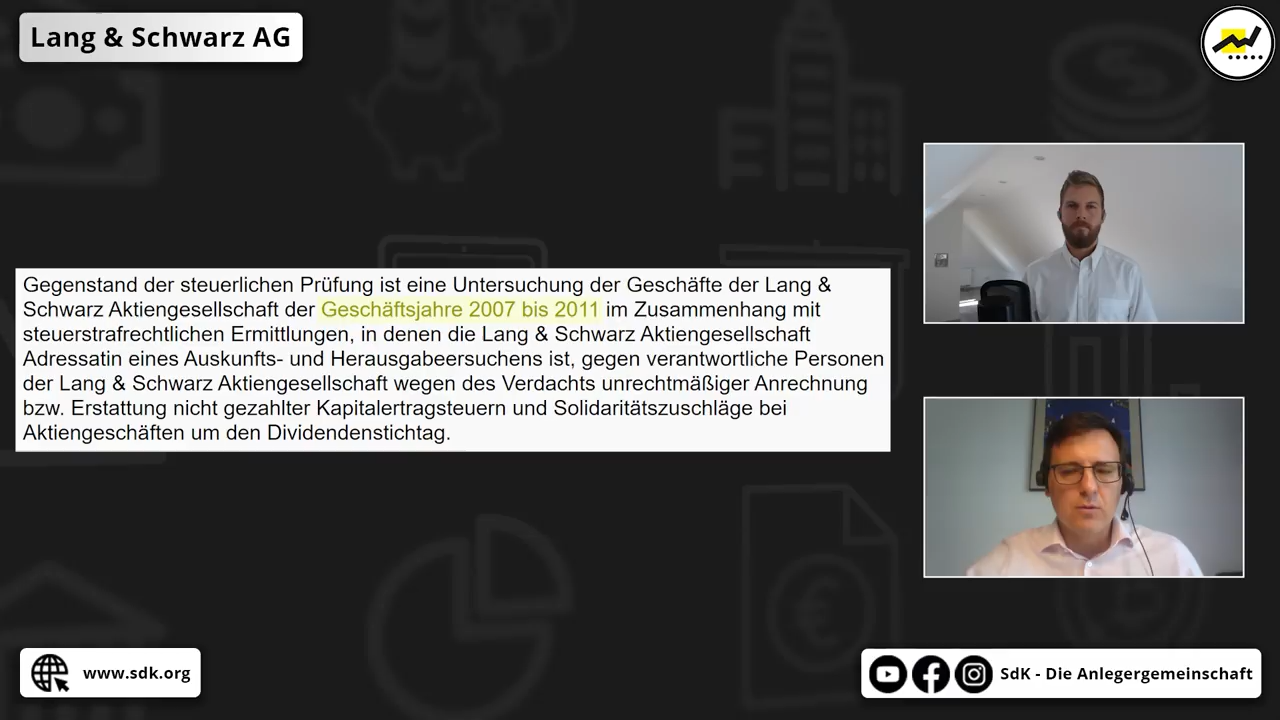 Lang & Schwarz AG
Gegenstand der steuerlichen Prüfung ist eine Untersuchung der Geschäfte der Lang &
Schwarz Aktiengesellschaft der Geschäftsjahre 2007 bis 2011 im Zusammenhang mit
steuerstrafrechtlichen Ermittlungen, in denen die Lang & Schwarz Aktiengesellschaft
Adressatin eines Auskunfts- und Herausgabeersuchens ist, gegen verantwortliche Personen
der Lang & Schwarz Aktiengesellschaft wegen des Verdachts unrechtmäßiger Anrechnung
bzw. Erstattung nicht gezahlter Kapitalertragsteuern und Solidaritätszuschläge bei
Aktiengeschäften um den Dividendenstichtag.
www.sdk.org
SdK - Die Anlegergemeinschaft